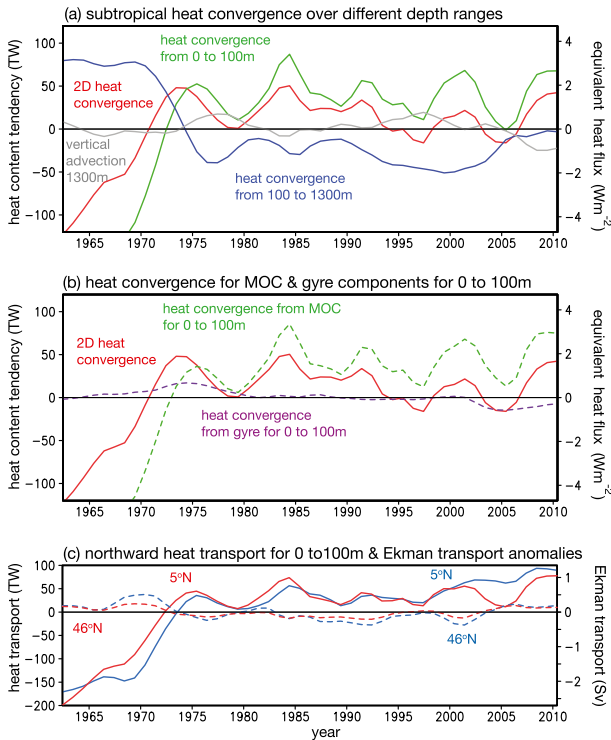 (a) subtropical heat convergence over different depth ranges
heat content tendency (TW)
100
50
0
−50
−100
heat convergence
from 0 to 100m
2D heat
convergence
vertical
advection
1300m
heat convergence
from 100 to 1300m
4
2
0
−2
−4
equivalent heat flux (Wm-2)
1965 1970 1975 1980 1985 1990 1995 2000 2005 2010
(b) heat convergence for MOC & gyre components for 0 to 100m
heat content tendency (TW)
100
50
0
−50
−100
heat convergence from MOC
for 0 to 100m
2D heat
convergence
heat convergence
from gyre for 0 to 100m
4
2
0
−2
−4
equivalent heat flux (Wm-2)
1965 1970 1975 1980 1985 1990 1995 2000 2005 2010
(c) northward heat transport for 0 to100m & Ekman transport anomalies
heat transport (TW)
100
50
0
−50
−100
−150
−200
5oN
5oN
46oN
46oN
1
0
−1
−2
Ekman transport (Sv)
1965 1970 1975 1980 1985 1990 1995 2000 2005 2010
year